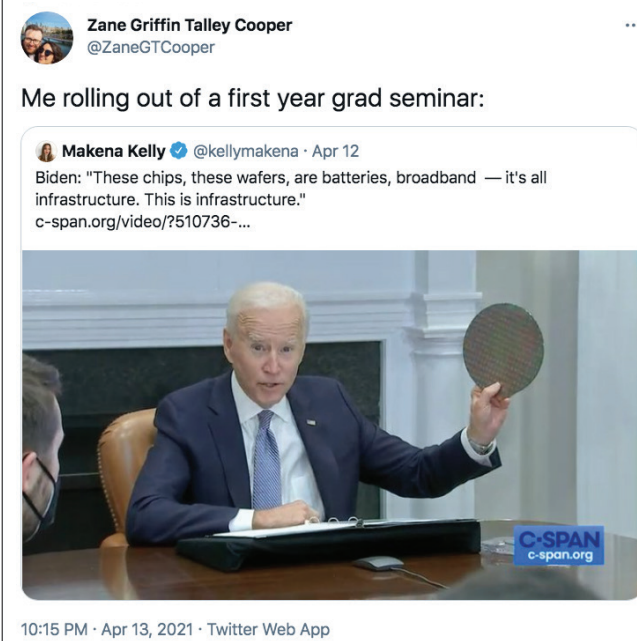 Zane Griffin Talley Cooper
@ZaneGTCooper
Me rolling out of a first year grad seminar:
Makena Kelly @kellymakena · Apr 12
Biden: "These chips, these wafers, are batteries, broadband — it's all
infrastructure. This is infrastructure."
c-span.org/video/?510736-...
C-SPAN
c-span.org
10:15 PM · Apr 13, 2021 · Twitter Web App